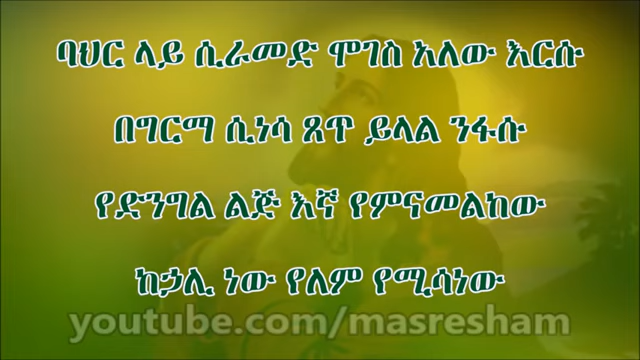 ባህር ላይ ሲራመድ ሞገስ አለው እርሱ
በግርማ ሲነሳ ጸጥ ይላል ንፋሱ
የድንግል ልጅ እኛ የምናመልከው
ከኃሊ ነው የለም የሚሳነው
youtube.com/masresham